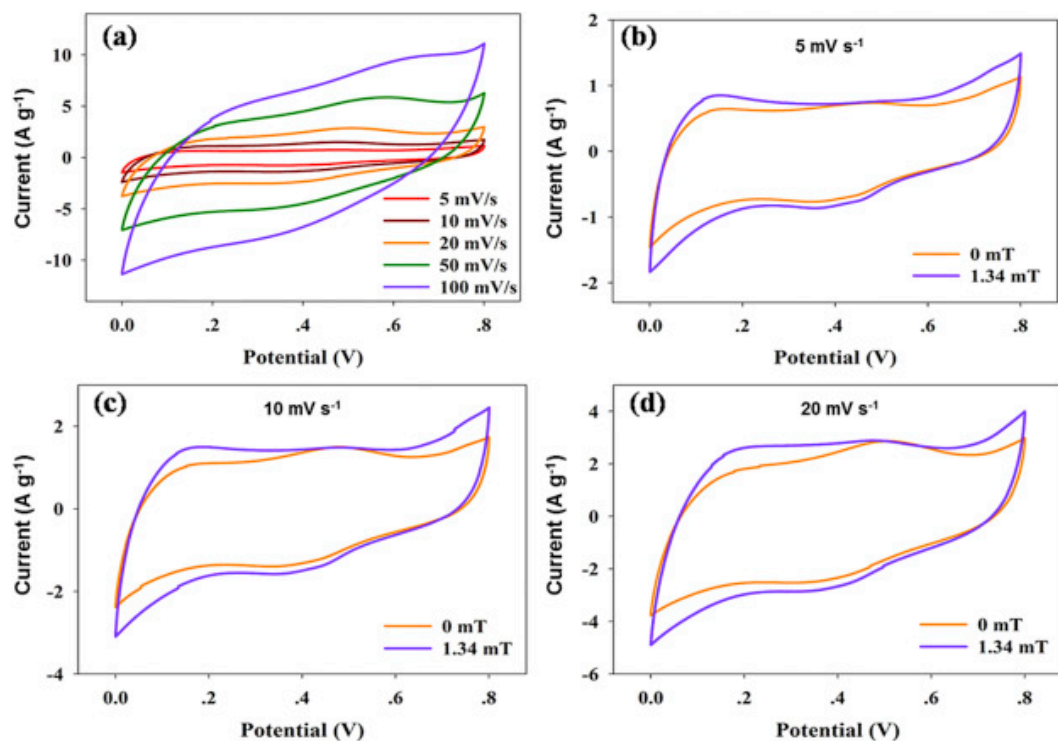 (a)
Current (A g⁻¹)
10
5
0
-5
-10
5 mV/s
10 mV/s
20 mV/s
50 mV/s
100 mV/s
0.0 .2 .4 .6 .8
Potential (V)
(b)
5 mV s⁻¹
Current (A g⁻¹)
2
1
0
-1
-2
0 mT
1.34 mT
0.0 .2 .4 .6 .8
Potential (V)
(c)
10 mV s⁻¹
Current (A g⁻¹)
2
0
-2
-4
0 mT
1.34 mT
0.0 .2 .4 .6 .8
Potential (V)
(d)
20 mV s⁻¹
Current (A g⁻¹)
4
2
0
-2
-4
-6
0 mT
1.34 mT
0.0 .2 .4 .6 .8
Potential (V)